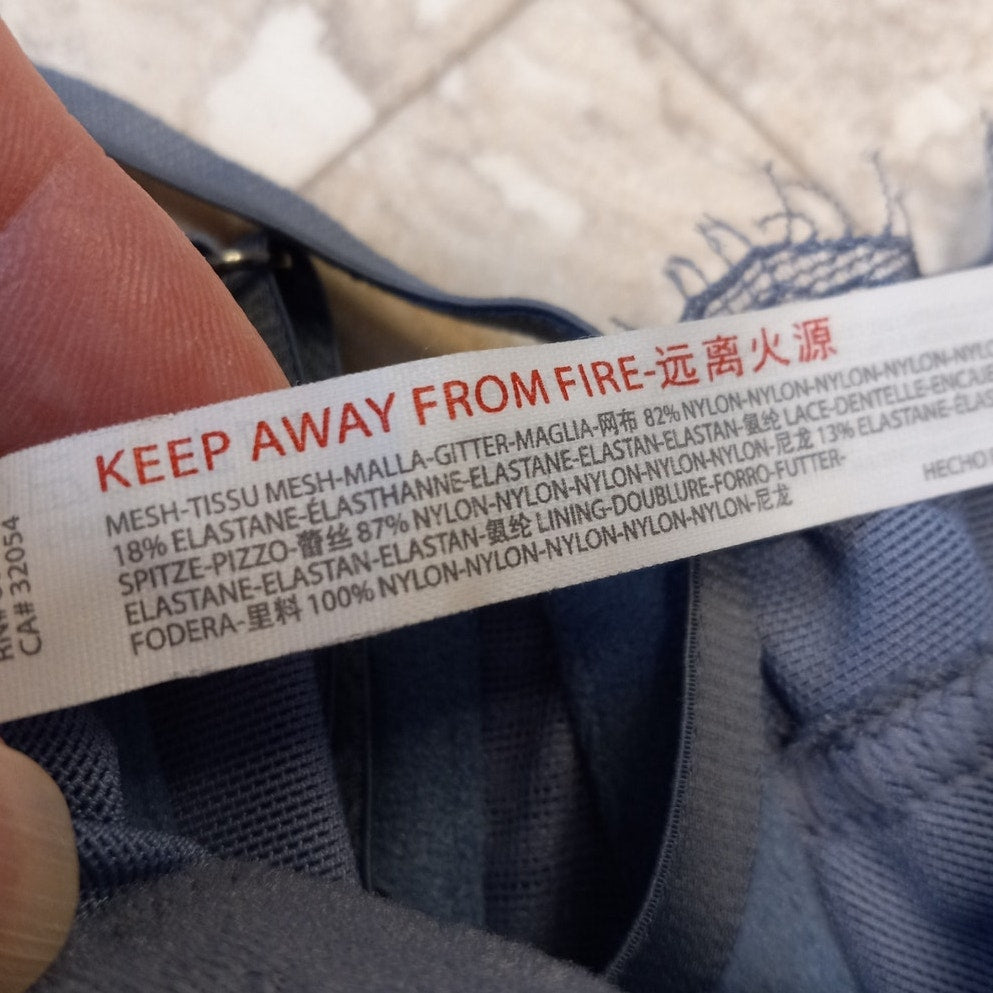 KEEP AWAY FROM FIRE-远离火源
MESH-TISSU MESH-MALLA-GITTER-MAGLIA-网布 82% NYLON-NYLON-NYLON-NYLON-
18% ELASTANE-ÉLASTHANNE-ELASTANE-ELASTAN-ELASTAN-氨纶 LACE-DENTELLE-ENCAJE
SPITZE-PIZZO-蕾丝 87% NYLON-NYLON-NYLON-NYLON-NYLON-尼龙 13% ELASTANE
ELASTANE-ELASTAN-ELASTAN-氨纶 LINING-DOUBLURE-FORRO-FUTTER-
FODERA-里料 100% NYLON-NYLON-NYLON-NYLON-NYLON-尼龙
HECHO
CA# 32054